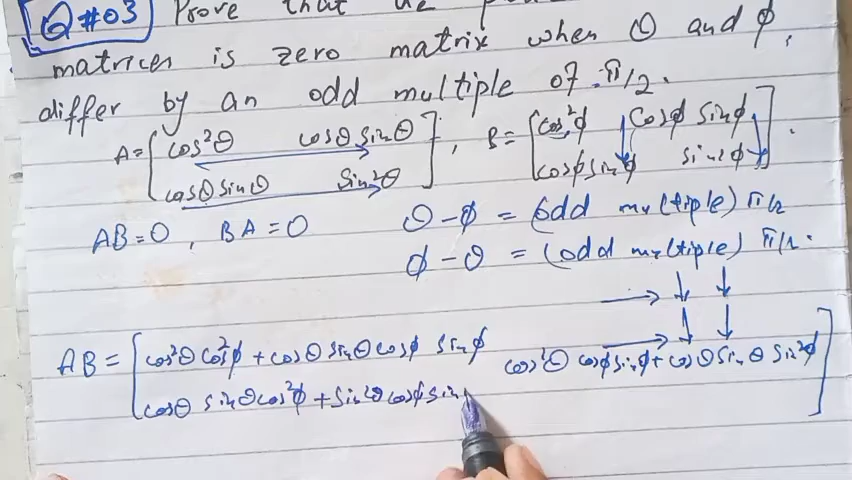 Q#03 Prove that
matrices is zero matrix when θ and ϕ,
differ by an odd multiple of π/2.
A=[cos²θ cosθ sinθ], B=[cos²ϕ cosϕ sinϕ].
[cosθ sinθ sin²θ] [cosϕ sinϕ sin2ϕ]
AB=0, BA=0 θ-ϕ = (odd multiple) π/2
ϕ-θ = (odd multiple) π/2.
AB = [cos²θ cos²ϕ + cosθ sinθ cosϕ sinϕ cos²θ cosϕ sinϕ + cosθ sinθ sin²ϕ]
[cosθ sinθ cos²ϕ + sin²θ cosϕ sin